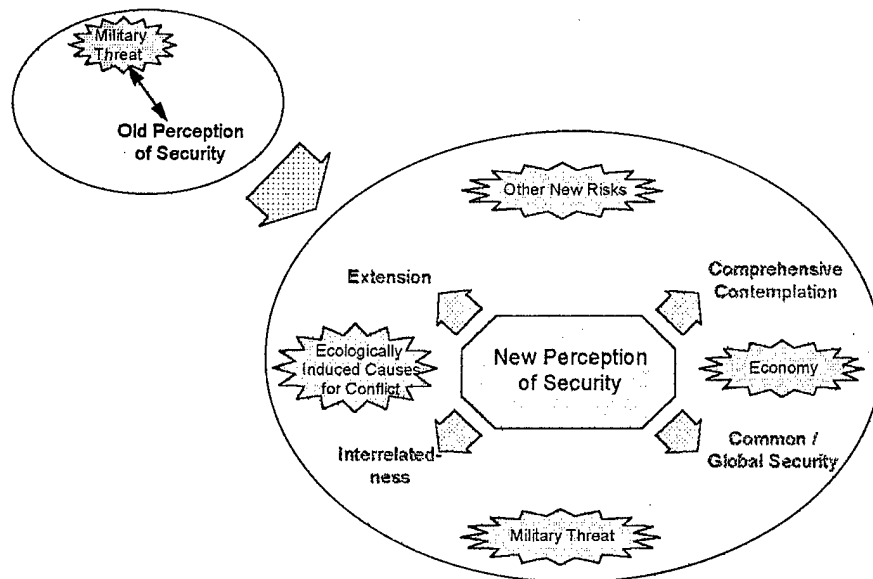 Military
Threat
Old Perception
of Security
Other New Risks
Extension
Comprehensive
Contemplation
Ecologically
Induced Causes
for Conflict
New Perception
of Security
Economy
Interrelated-
ness
Common /
Global Security
Military Threat